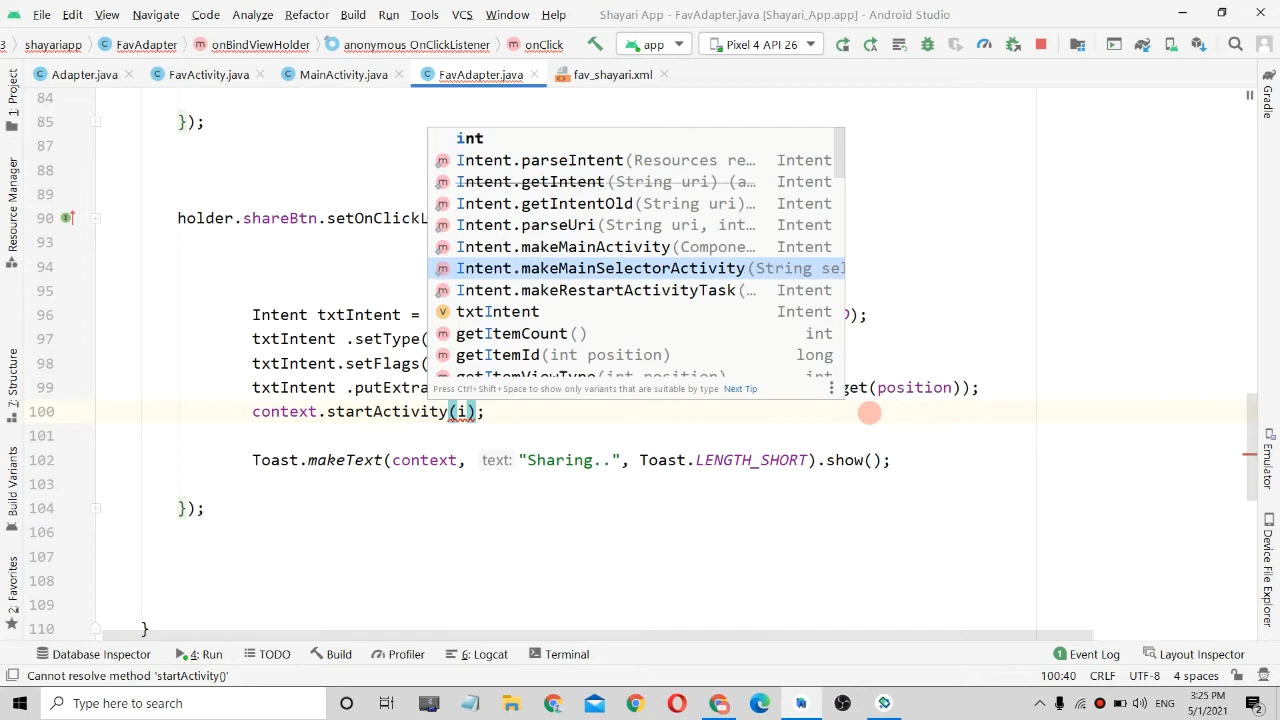 File Edit View Navigate Code Analyze Refactor Build Run Tools VCS Window Help Shayari App - FavAdapter.java [Shayari_App.app] - Android Studio
shayariapp FavAdapter onBindViewHolder anonymous OnClickListener onClick app Pixel 4 API 26
Adapter.java FavActivity.java MainActivity.java FavAdapter.java fav_shayari.xml
84
85 });
87
88
89
90 holder.shareBtn.setOnClickL
93
94
95
96 Intent txtIntent = );
97 txtIntent .setType(
98 txtIntent.setFlags(
99 txtIntent .putExtra get(position));
100 context.startActivity(i);
101
102 Toast.makeText(context, text: "Sharing..", Toast.LENGTH_SHORT).show();
103
104 });
106
107
108
109
110 }
int
Intent.parseIntent(Resources re… Intent
Intent.getIntent(String uri) (a… Intent
Intent.getIntentOld(String uri)… Intent
Intent.parseUri(String uri, int… Intent
Intent.makeMainActivity(Compone… Intent
Intent.makeMainSelectorActivity(String sel
Intent.makeRestartActivityTask(… Intent
txtIntent Intent
getItemCount() int
getItemId(int position) long
getItemViewType(int position) int
Press Ctrl+Shift+Space to show only variants that are suitable by type Next Tip
1: Project
Resource Manager
7: Structure
Build Variants
2: Favorites
Gradle
Emulator
Device File Explorer
Database Inspector 4: Run TODO Build Profiler 6: Logcat Terminal 1 Event Log Layout Inspector
Cannot resolve method 'startActivity()' 100:40 CRLF UTF-8 4 spaces
Type here to search ENG 3:25 PM
5/1/2021 2